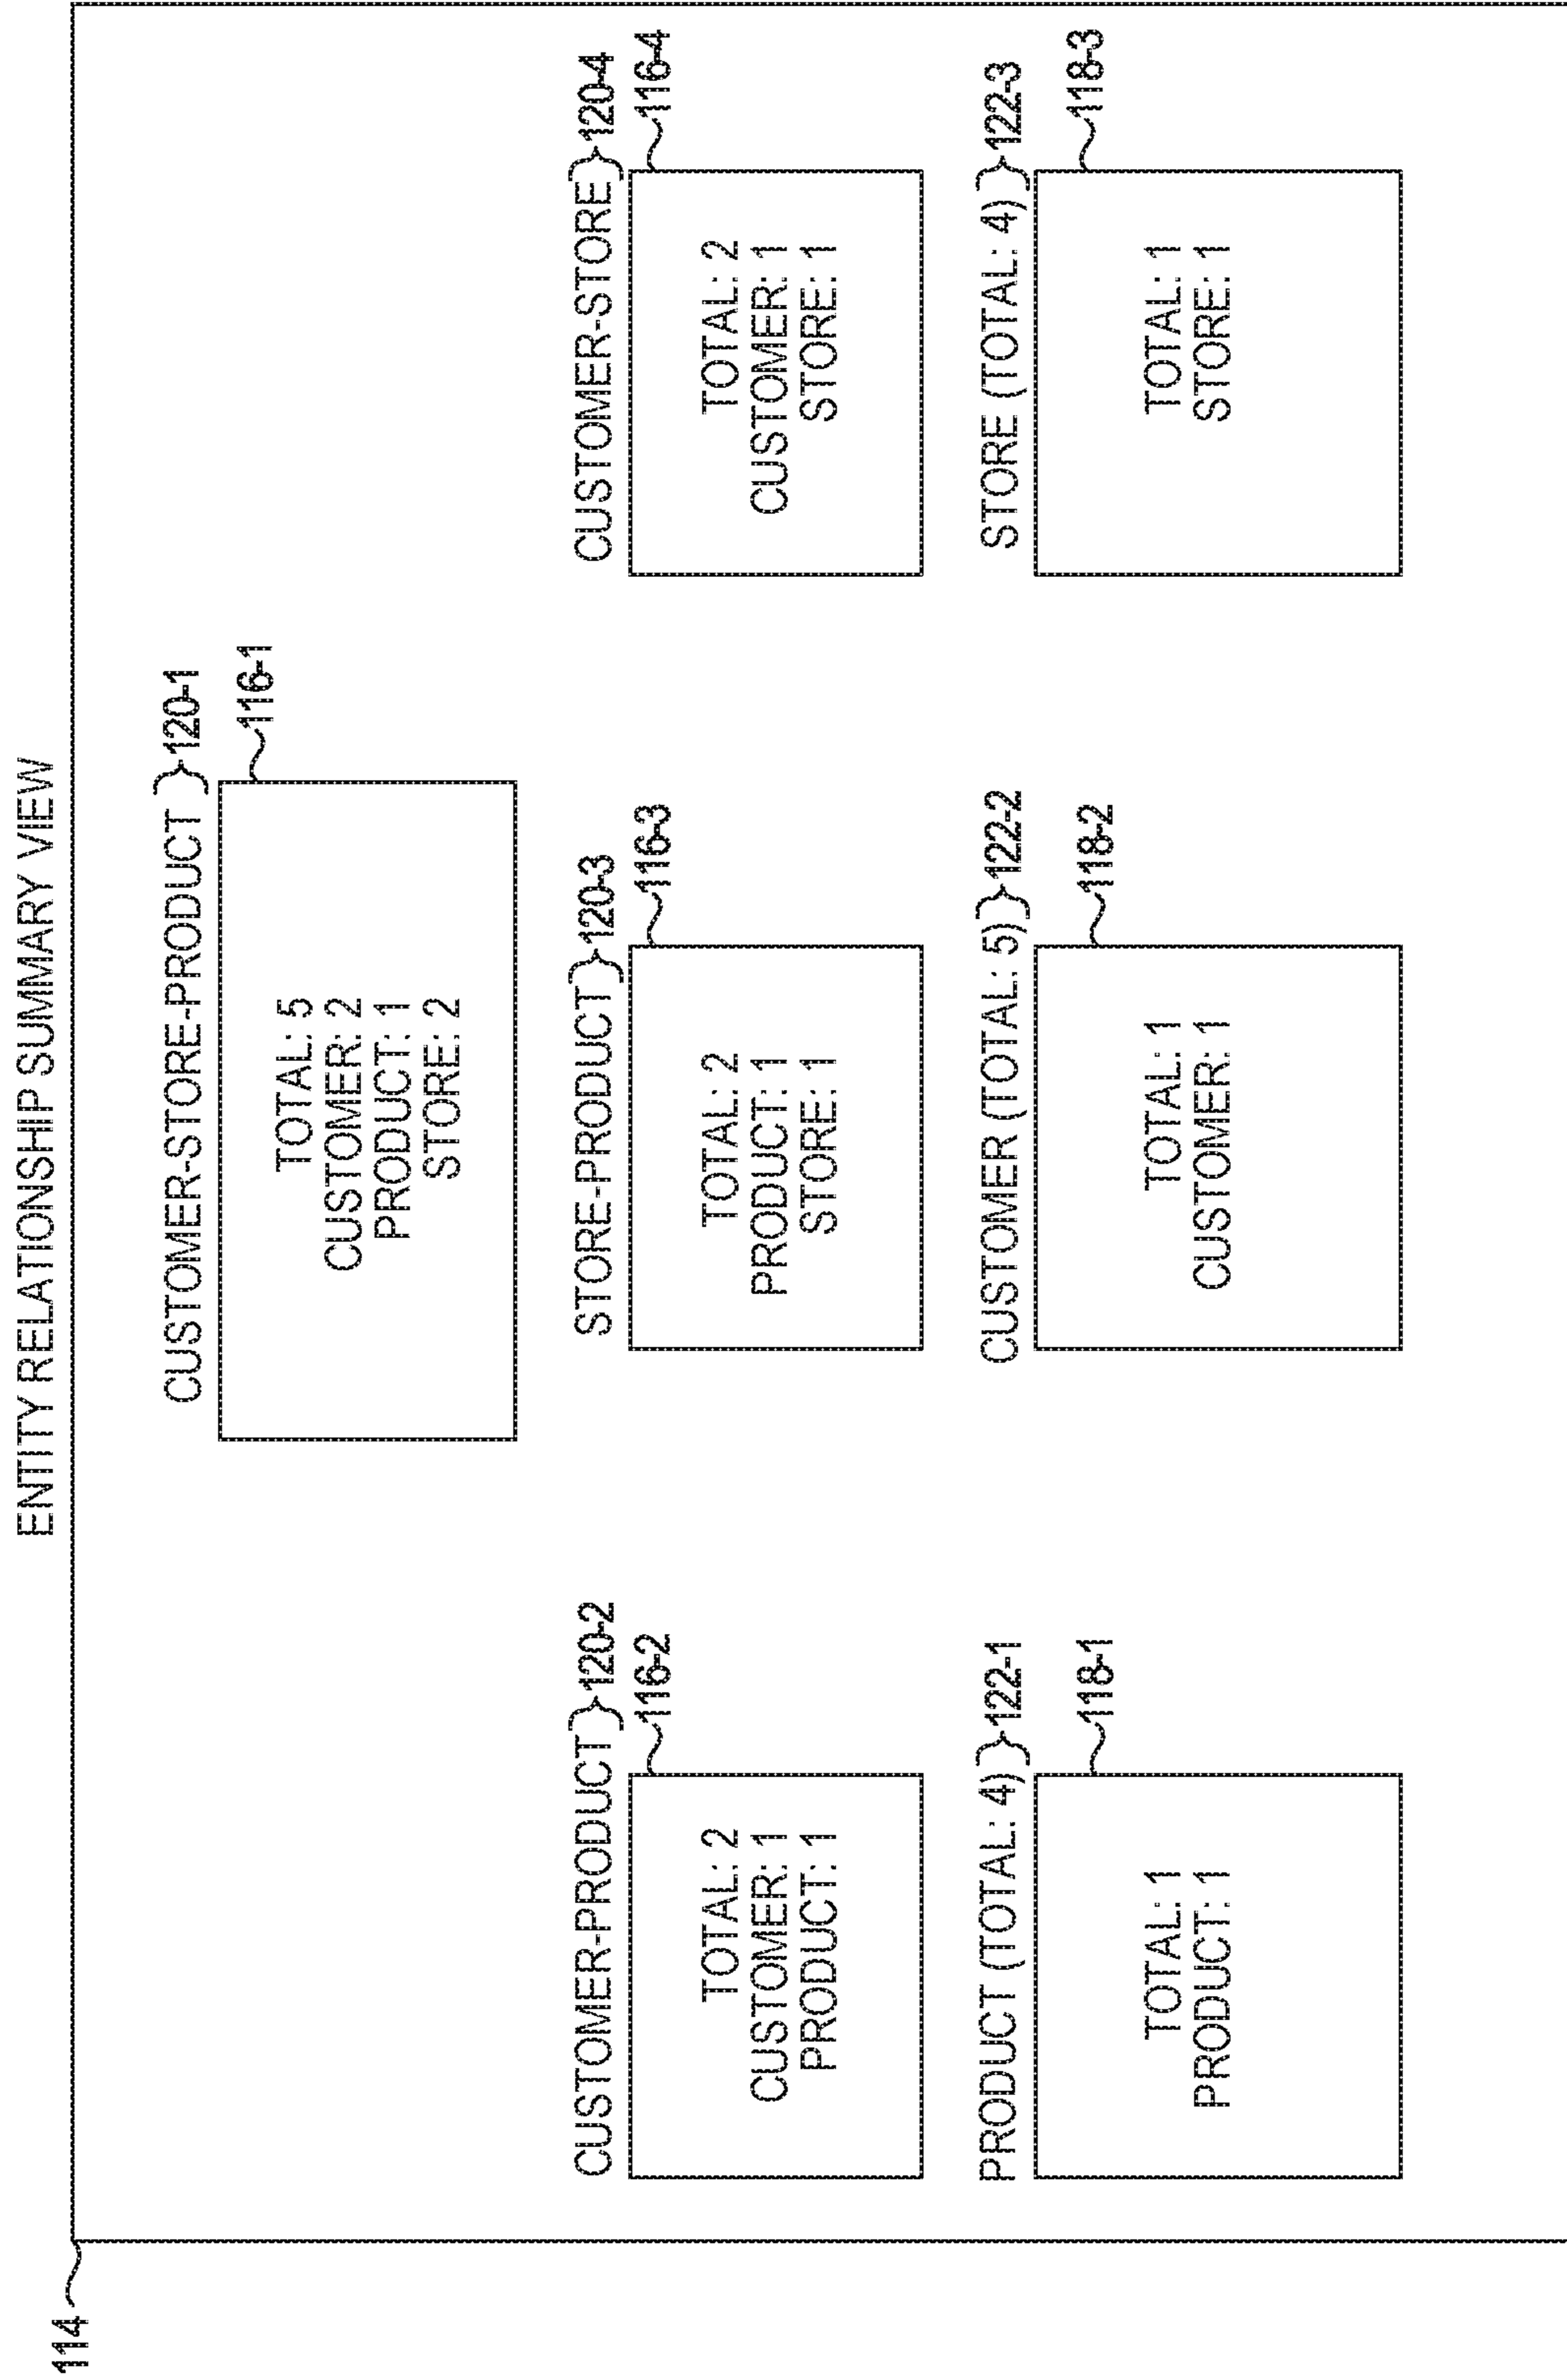 ENTITY RELATIONSHIP SUMMARY VIEW
114
CUSTOMER-STORE-PRODUCT 120-1
116-1
TOTAL: 5
CUSTOMER: 2
PRODUCT: 1
STORE: 2
CUSTOMER-PRODUCT 120-2
116-2
TOTAL: 2
CUSTOMER: 1
PRODUCT: 1
STORE-PRODUCT 120-3
116-3
TOTAL: 2
PRODUCT: 1
STORE: 1
CUSTOMER-STORE 120-4
116-4
TOTAL: 2
CUSTOMER: 1
STORE: 1
PRODUCT (TOTAL: 4) 122-1
118-1
TOTAL: 1
PRODUCT: 1
CUSTOMER (TOTAL: 5) 122-2
118-2
TOTAL: 1
CUSTOMER: 1
STORE (TOTAL: 4) 122-3
118-3
TOTAL: 1
STORE: 1